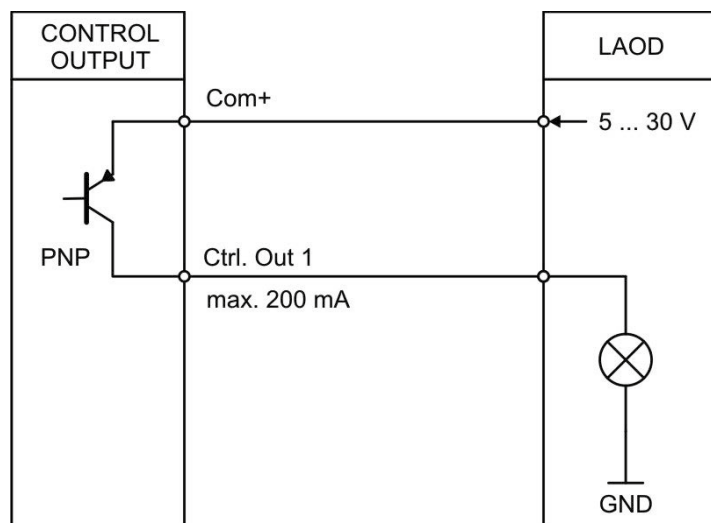 CONTROL
OUTPUT
LAOD
Com+
5 ... 30 V
PNP
Ctrl. Out 1
max. 200 mA
GND